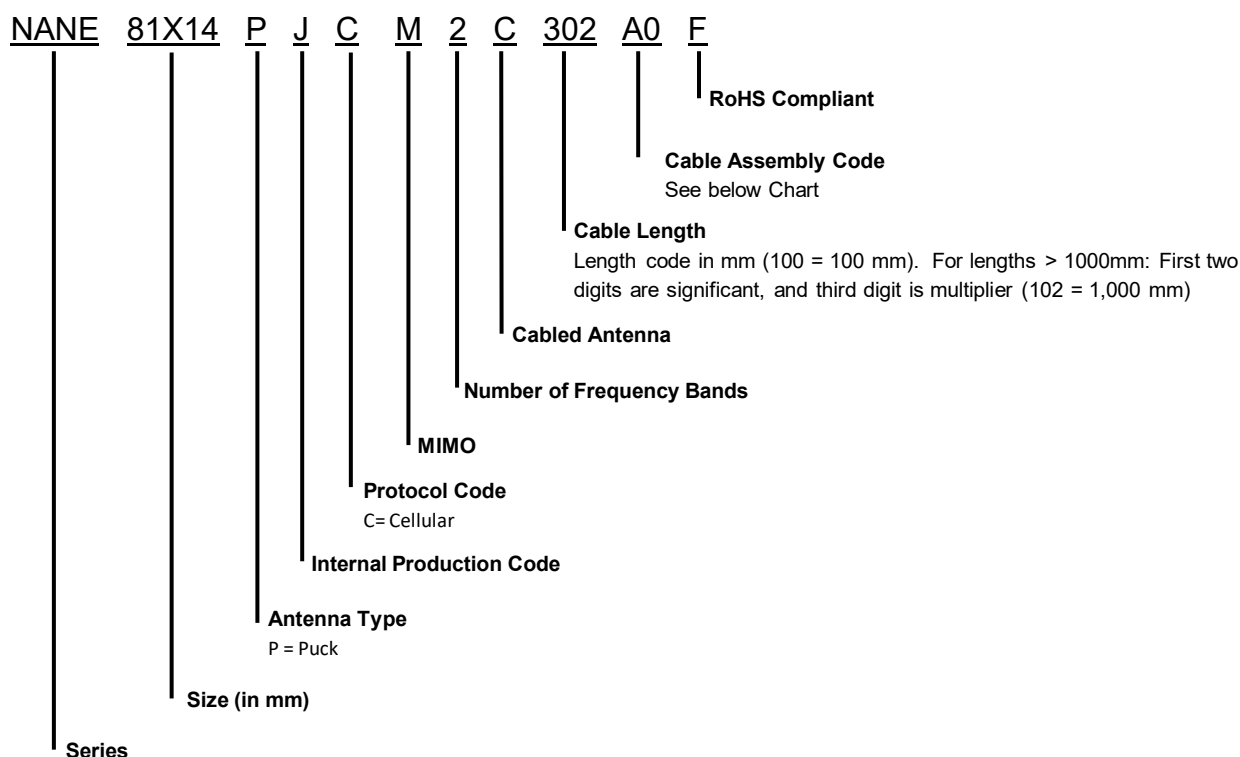 NANE 81X14 P J C M 2 C 302 A0 F
RoHS Compliant
Cable Assembly Code
See below Chart
Cable Length
Length code in mm (100 = 100 mm). For lengths > 1000mm: First two
digits are significant, and third digit is multiplier (102 = 1,000 mm)
Cabled Antenna
Number of Frequency Bands
MIMO
Protocol Code
C= Cellular
Internal Production Code
Antenna Type
P = Puck
Size (in mm)
Series